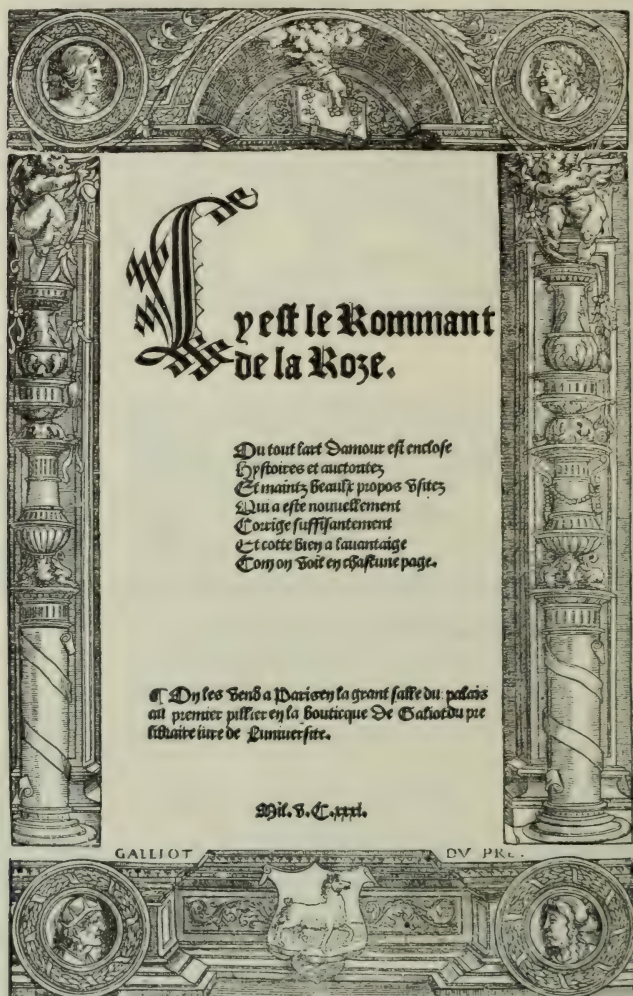 Cy est le Rommant
de la Roze.
Ou tout lart Damour est enclose
Hystoires et auctoritez
Et maintz beaulx propos vsitez
Qui a este nouuellement
Corrige suffisantement
Et cotte bien a lauantaige
Com on voit en chascune page.
¶ On les vend a Paris en la grant salle du palais
au premier pillier en la boutique De Galiot du pre
libraire iure de Luniuersite.
Mil. v. C. xxxi.
GALLIOT DV PRE.